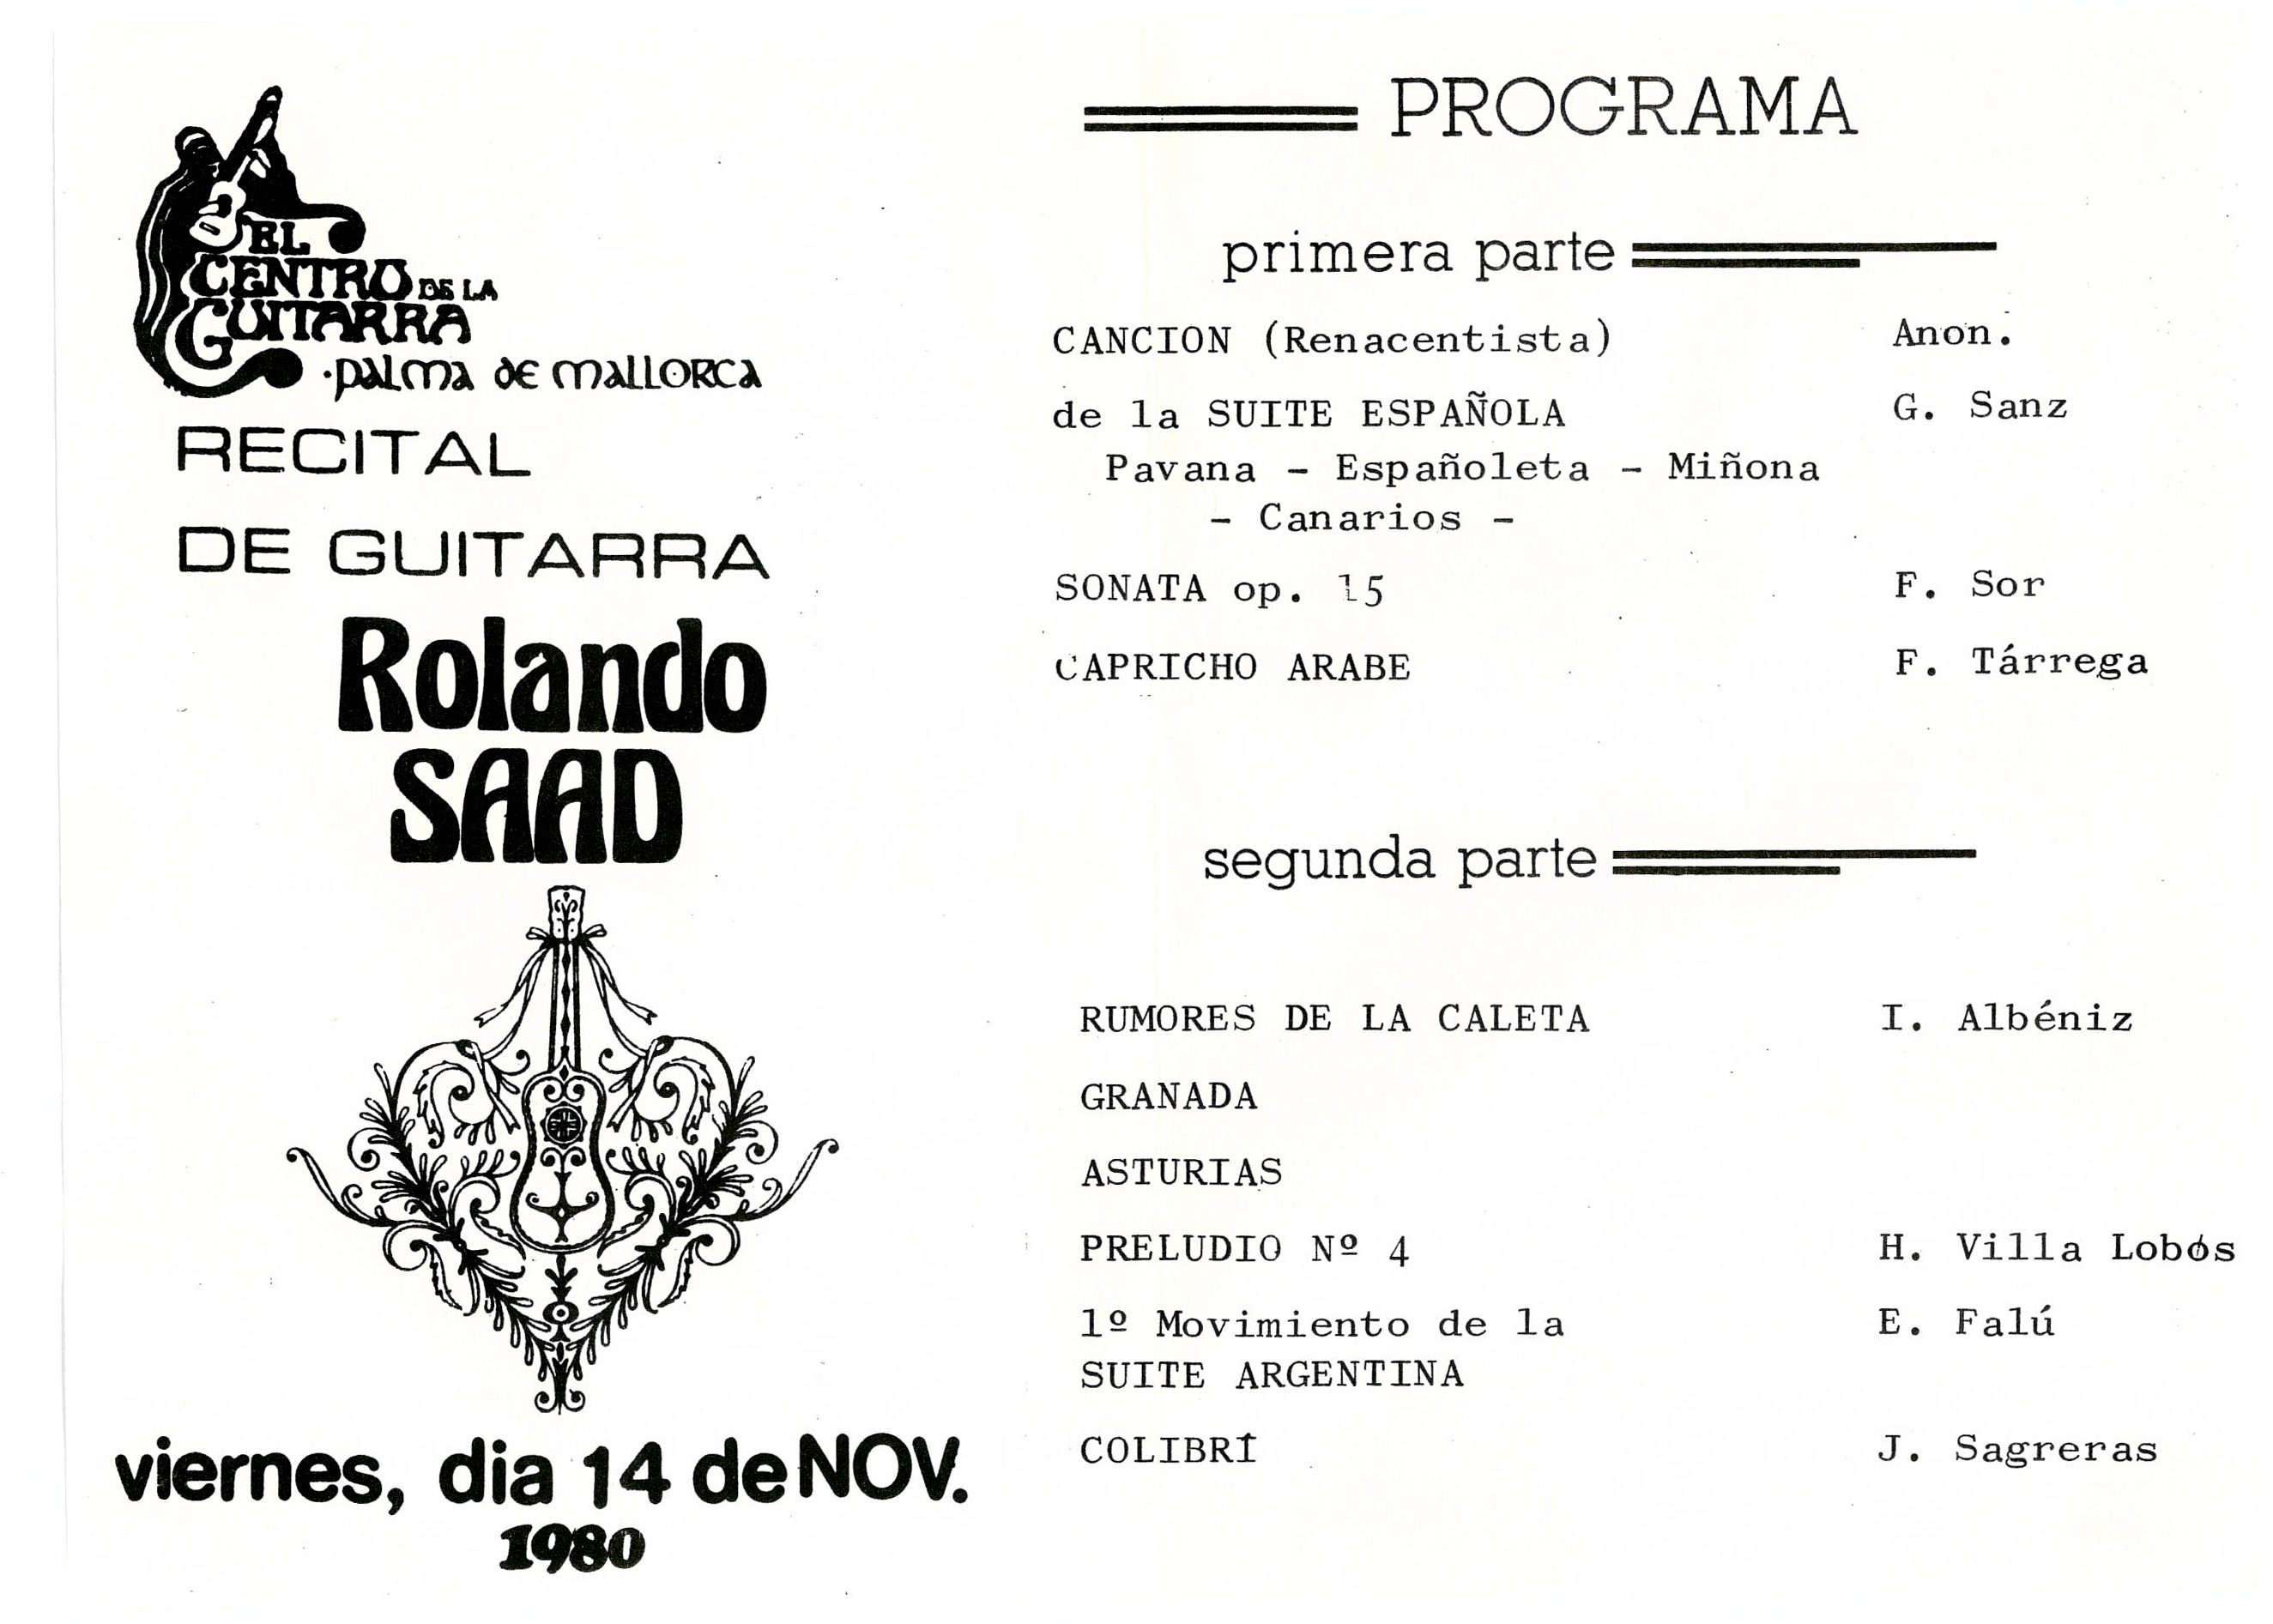 EL
CENTRO DE LA
GUITARRA
·PALMA DE MALLORCA
RECITAL
DE GUITARRA
Rolando
SAAD
viernes, dia 14 de NOV.
1980
PROGRAMA
primera parte
CANCION (Renacentista) Anon.
de la SUITE ESPAÑOLA G. Sanz
Pavana - Españoleta - Miñona
- Canarios -
SONATA op. 15 F. Sor
CAPRICHO ARABE F. Tárrega
segunda parte
RUMORES DE LA CALETA I. Albéniz
GRANADA
ASTURIAS
PRELUDIO Nº 4 H. Villa Lobós
1º Movimiento de la E. Falú
SUITE ARGENTINA
COLIBRÍ J. Sagreras